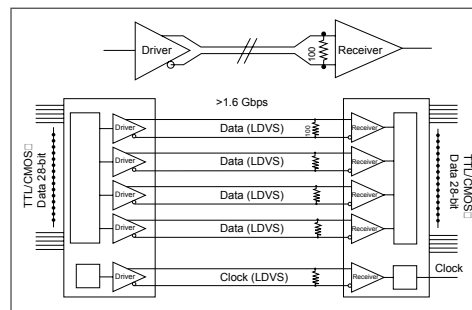 Driver
100
Receiver
>1.6 Gbps
Driver
Data (LDVS)
100
Receiver
Driver
Data (LDVS)
Receiver
Driver
Data (LDVS)
Receiver
Driver
Data (LDVS)
Receiver
Driver
Clock (LDVS)
Receiver
Clock
TTL/CMOS□
Data 28-bit
TTL/CMOS□
Data 28-bit